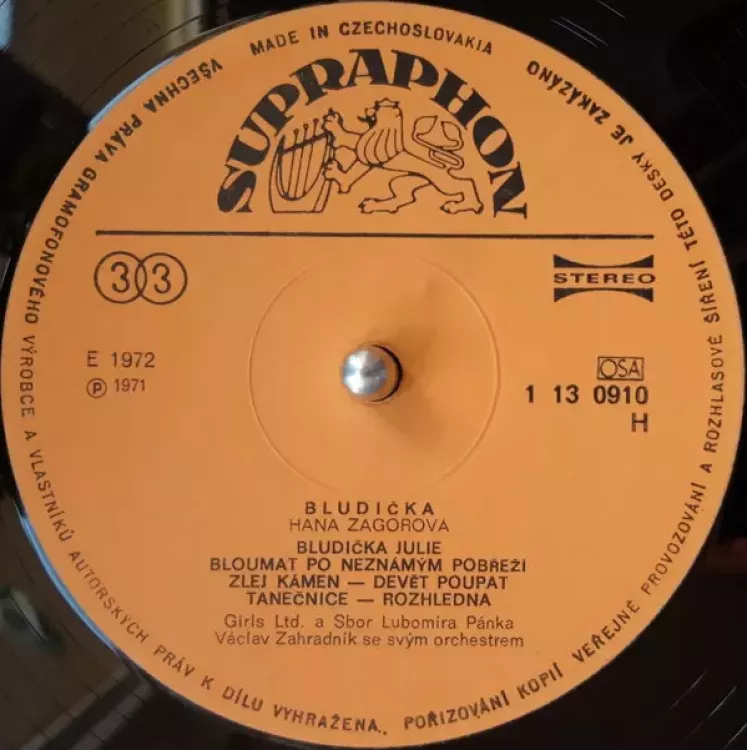 MADE IN CZECHOSLOVAKIA
VŠECHNA PRÁVA GRAMOFONOVÉHO VÝROBCE A VLASTNÍKŮ AUTORSKÝCH PRÁV K DÍLU VYHRAŽENA. POŘIZOVÁNÍ KOPIÍ VEŘEJNÉ PROVOZOVÁNÍ A ROZHLASOVÉ ŠÍŘENÍ TÉTO DESKY JE ZAKÁZÁNO
SUPRAPHON
33
STEREO
E 1972
Ⓟ 1971
OSA
1 13 0910
H
BLUDIČKA
HANA ZAGOROVÁ
BLUDIČKA JULIE
BLOUMAT PO NEZNÁMÝM POBŘEŽÍ
ZLEJ KÁMEN — DEVĚT POUPAT
TANEČNICE — ROZHLEDNA
Girls Ltd. a Sbor Lubomíra Pánka
Václav Zahradník se svým orchestrem